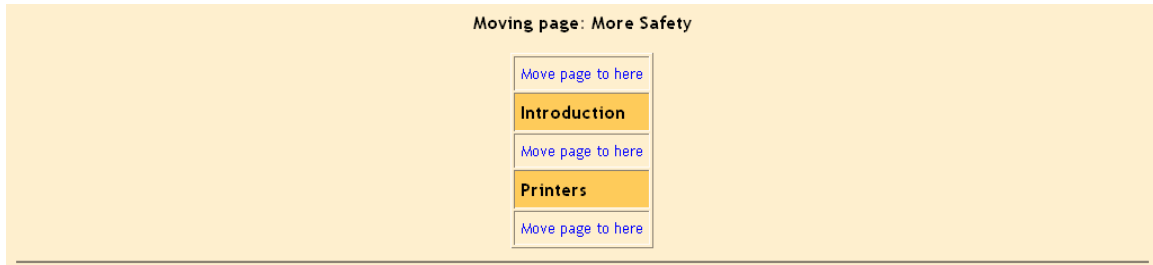 Moving page: More Safety
Move page to here
Introduction
Move page to here
Printers
Move page to here